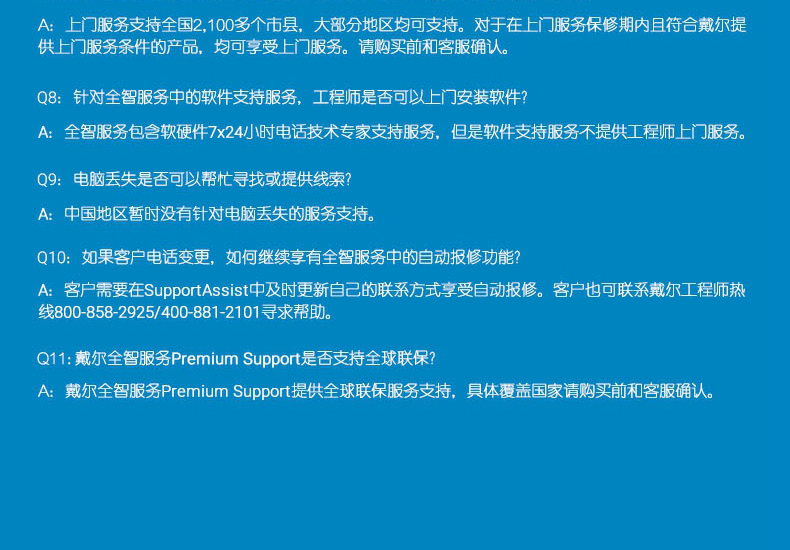 A：上门服务支持全国2,100多个市县，大部分地区均可支持。对于在上门服务保修期内且符合戴尔提
供上门服务条件的产品，均可享受上门服务。请购买前和客服确认。
Q8：针对全智服务中的软件支持服务，工程师是否可以上门安装软件？
A：全智服务包含软硬件7x24小时电话技术专家支持服务，但是软件支持服务不提供工程师上门服务。
Q9：电脑丢失是否可以帮忙寻找或提供线索？
A：中国地区暂时没有针对电脑丢失的服务支持。
Q10：如果客户电话变更，如何继续享有全智服务中的自动报修功能？
A：客户需要在SupportAssist中及时更新自己的联系方式享受自动报修。客户也可联系戴尔工程师热
线800-858-2925/400-881-2101寻求帮助。
Q11：戴尔全智服务Premium Support是否支持全球联保？
A：戴尔全智服务Premium Support提供全球联保服务支持，具体覆盖国家请购买前和客服确认。